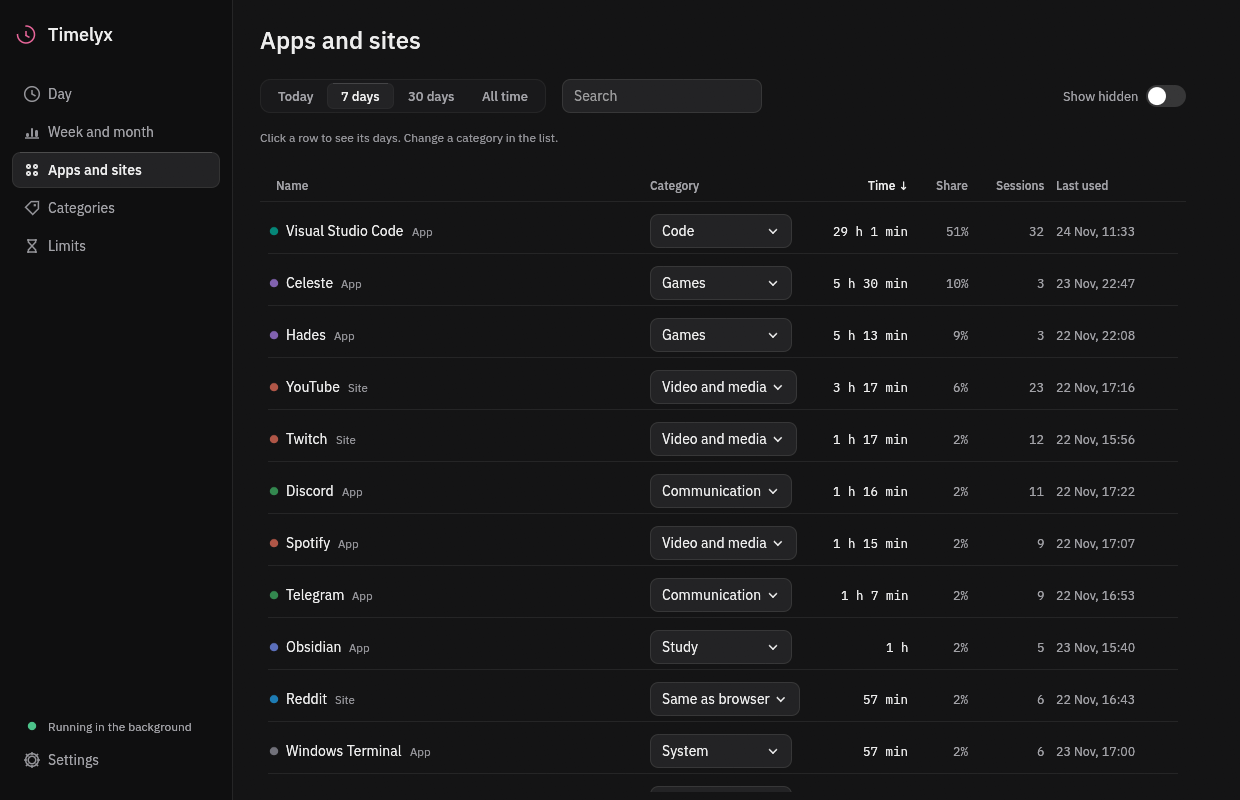 Timelyx
Day
Week and month
Apps and sites
Categories
Limits
Running in the background
Settings
Apps and sites
Today 7 days 30 days All time Search Show hidden
Click a row to see its days. Change a category in the list.
Name Category Time ↓ Share Sessions Last used
Visual Studio Code App Code 29 h 1 min 51% 32 24 Nov, 11:33
Celeste App Games 5 h 30 min 10% 3 23 Nov, 22:47
Hades App Games 5 h 13 min 9% 3 22 Nov, 22:08
YouTube Site Video and media 3 h 17 min 6% 23 22 Nov, 17:16
Twitch Site Video and media 1 h 17 min 2% 12 22 Nov, 15:56
Discord App Communication 1 h 16 min 2% 11 22 Nov, 17:22
Spotify App Video and media 1 h 15 min 2% 9 22 Nov, 17:07
Telegram App Communication 1 h 7 min 2% 9 22 Nov, 16:53
Obsidian App Study 1 h 2% 5 23 Nov, 15:40
Reddit Site Same as browser 57 min 2% 6 22 Nov, 16:43
Windows Terminal App System 57 min 2% 6 23 Nov, 17:00